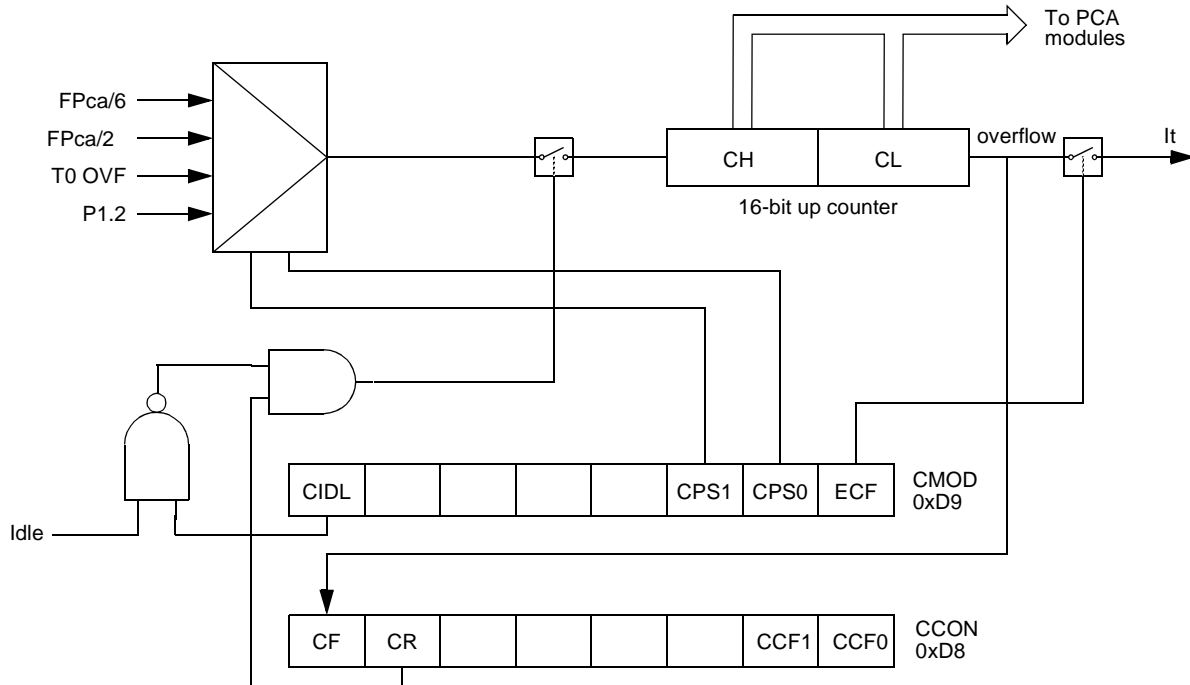 To PCA
modules
FPca/6
FPca/2
T0 OVF
P1.2
overflow
It
CH
CL
16-bit up counter
CIDL
CPS1
CPS0
ECF
CMOD
0xD9
Idle
CF
CR
CCF1
CCF0
CCON
0xD8